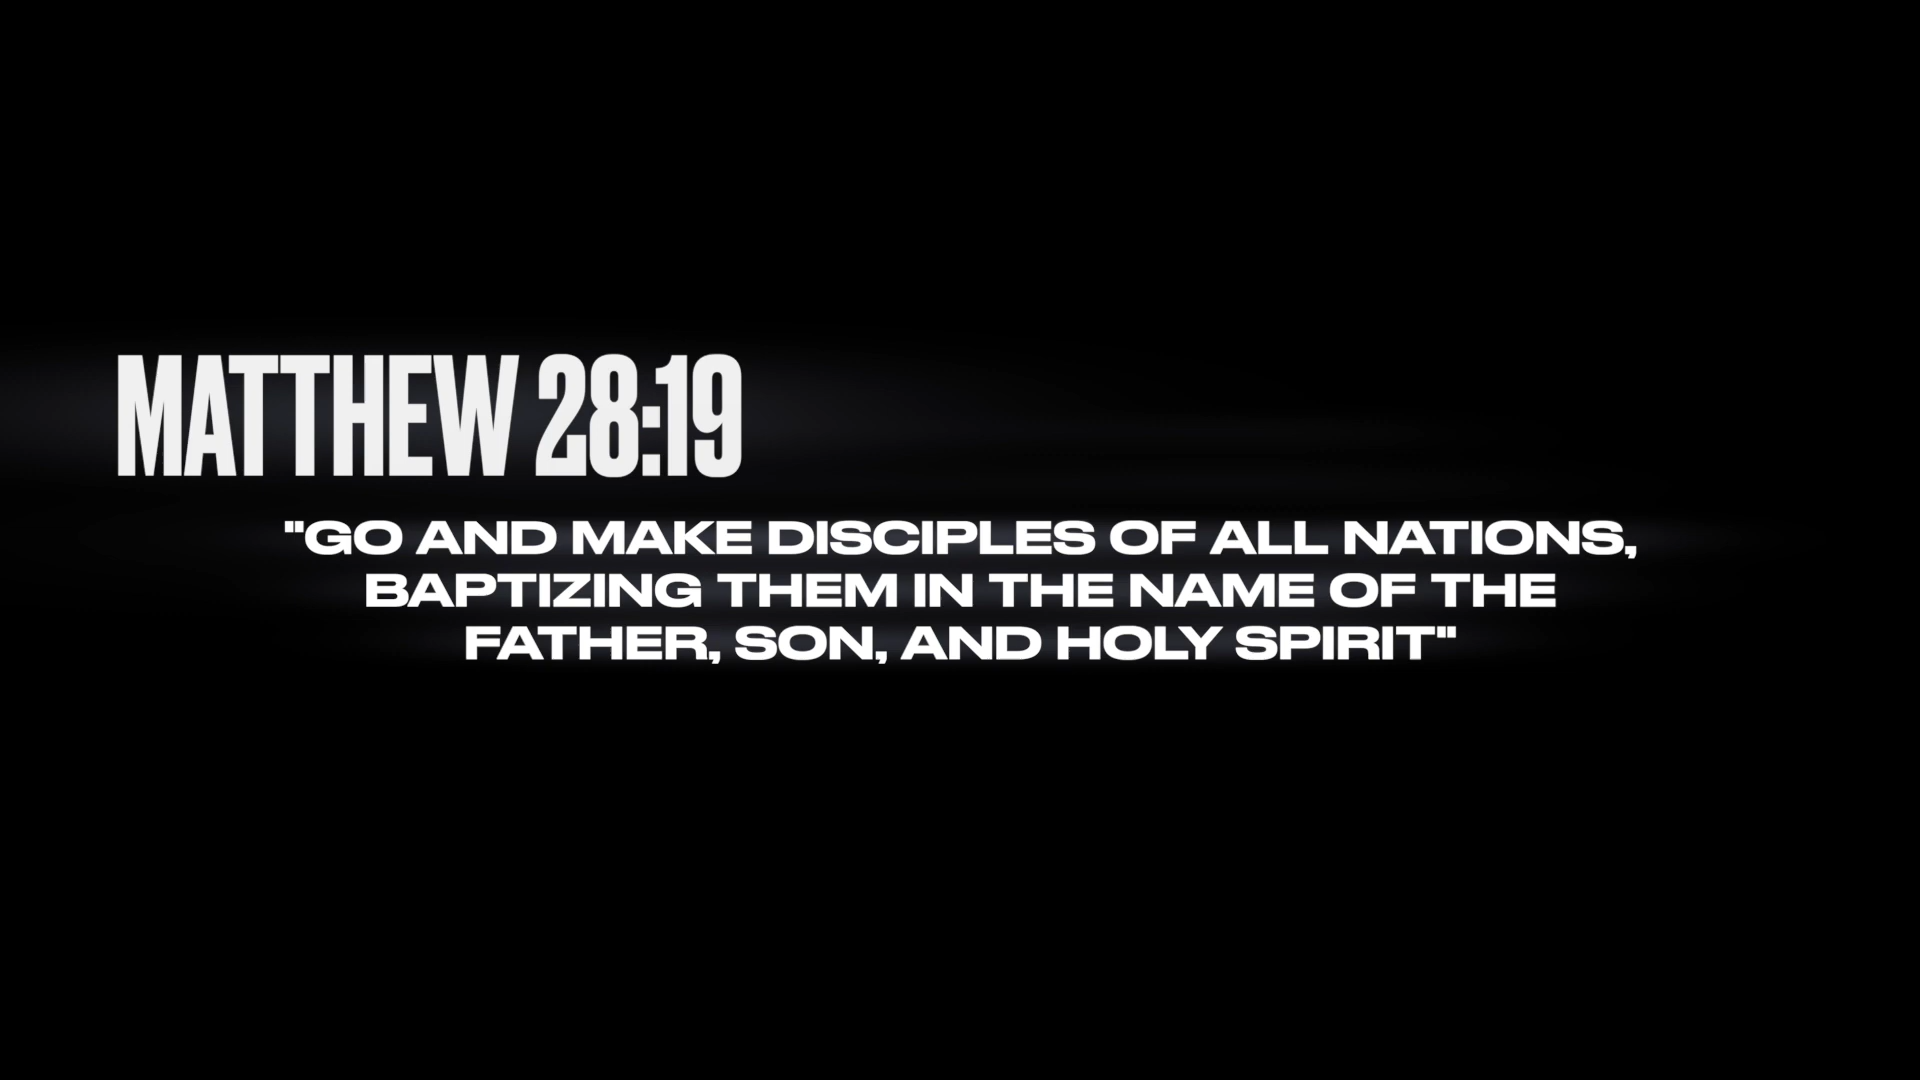 MATTHEW 28:19
"GO AND MAKE DISCIPLES OF ALL NATIONS,
BAPTIZING THEM IN THE NAME OF THE
FATHER, SON, AND HOLY SPIRIT"